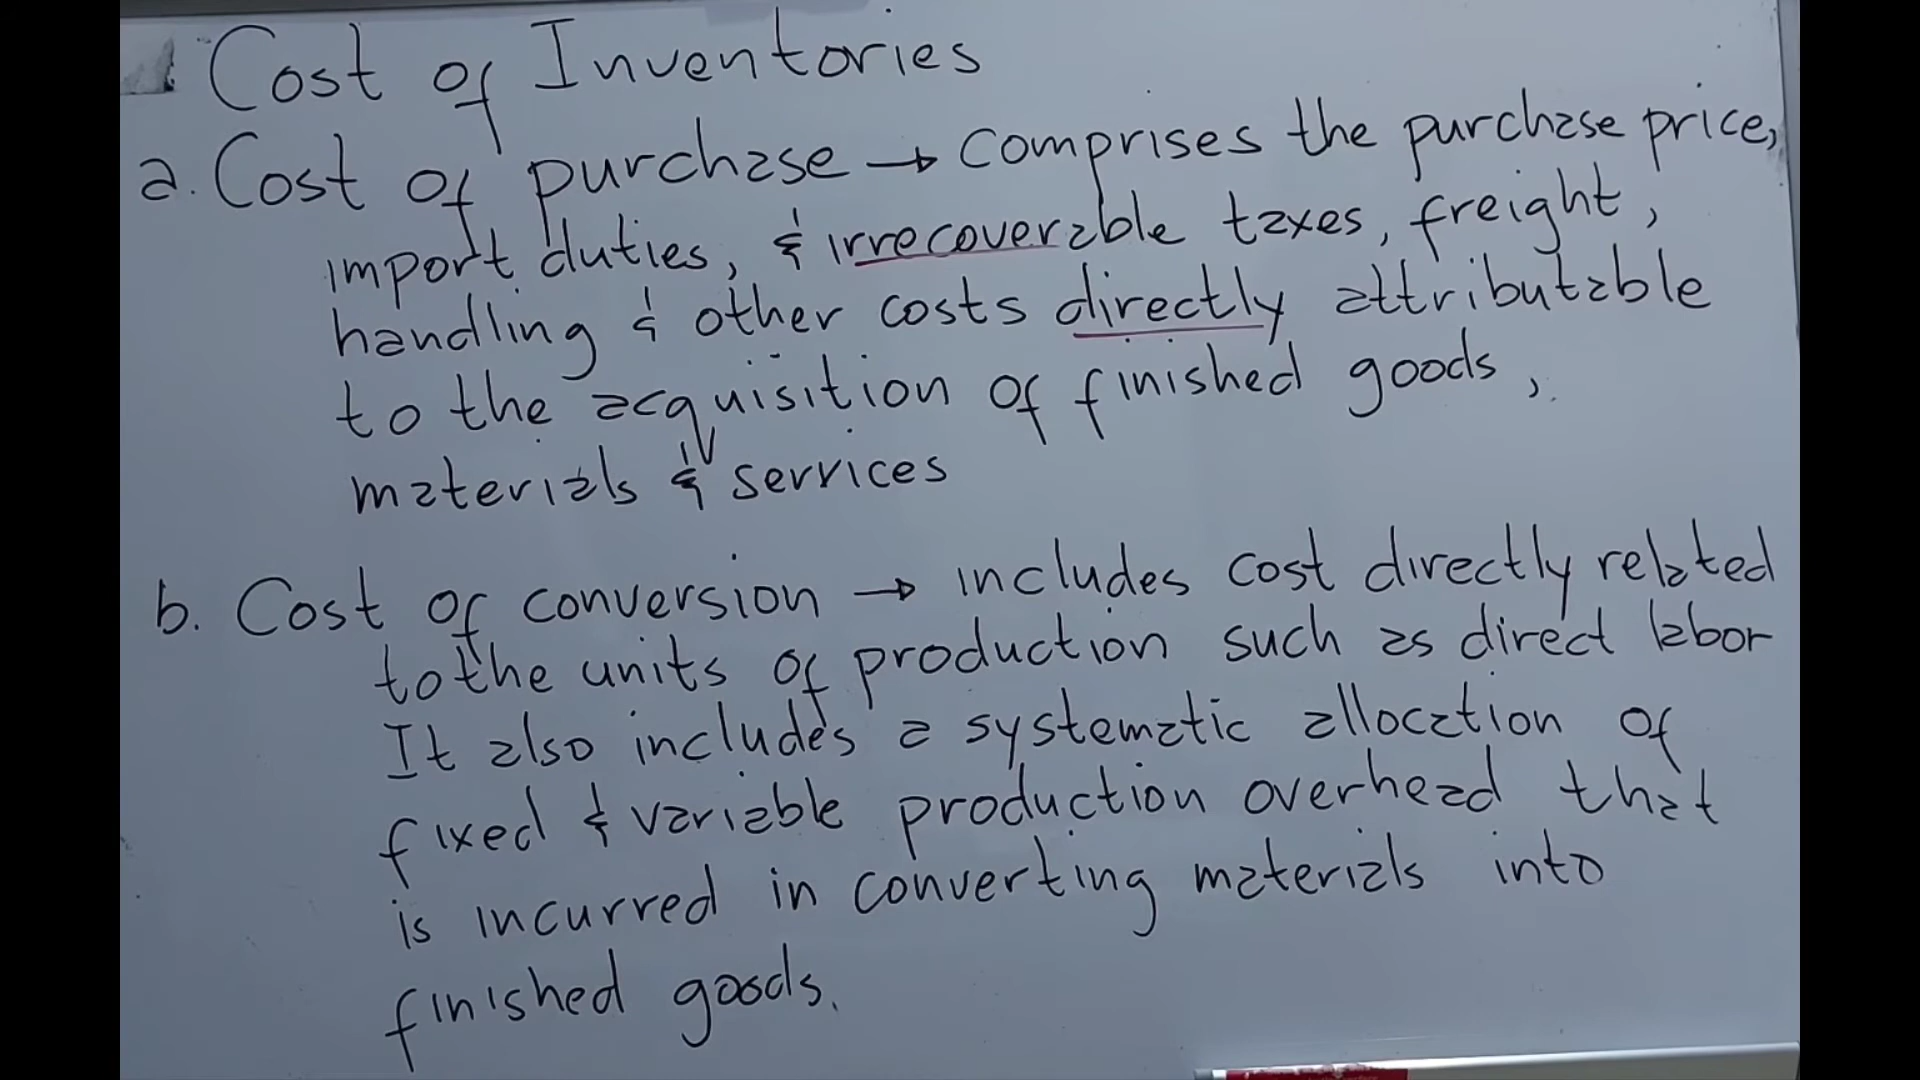 Cost of Inventories
a. Cost of purchase → comprises the purchase price,
import duties, & irrecoverable taxes, freight,
handling & other costs directly attributable
to the acquisition of finished goods,
materials & services
b. Cost of conversion → includes cost directly related
to the units of production such as direct labor
It also includes a systematic allocation of
fixed & variable production overhead that
is incurred in converting materials into
finished goods.